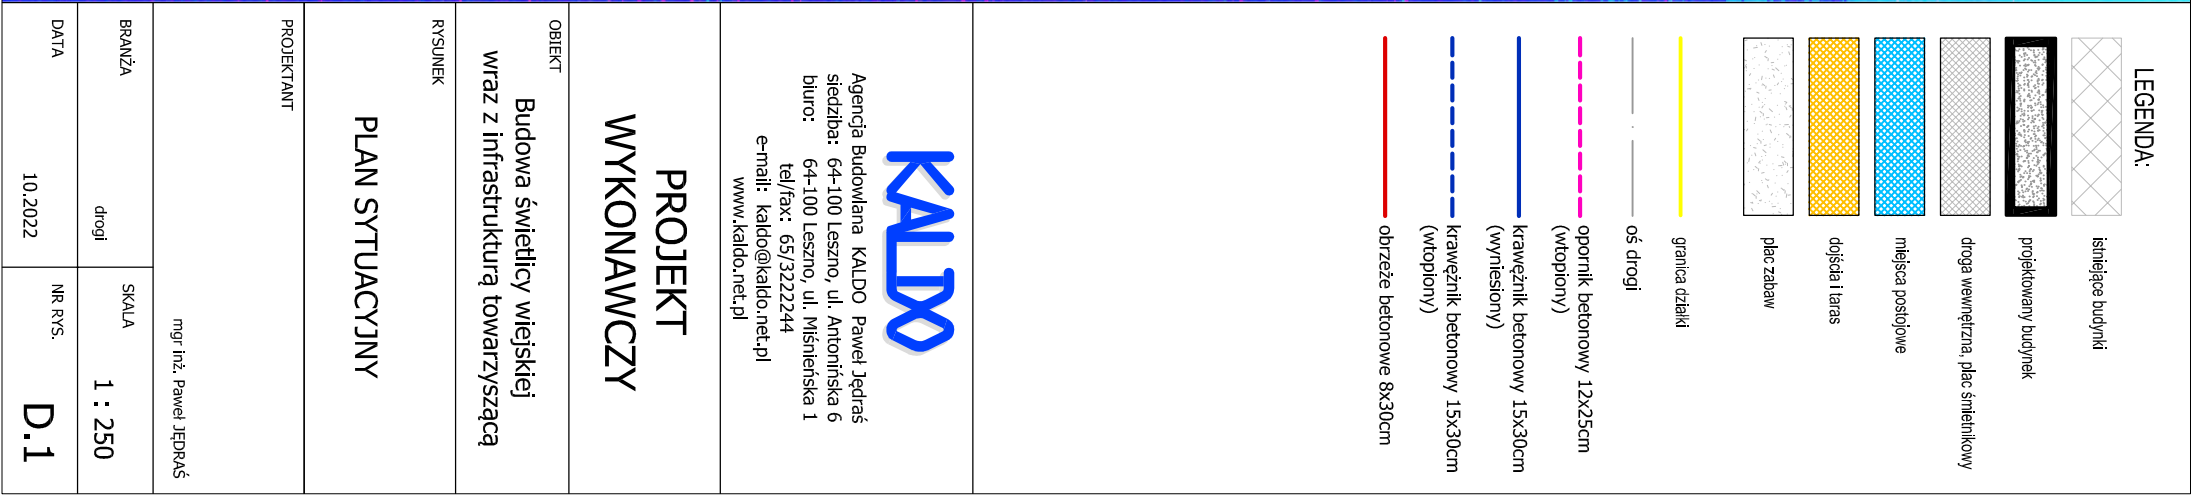 LEGENDA:
istniejące budynki
projektowany budynek
droga wewnętrzna, plac śmietnikowy
miejsca postojowe
dojścia i taras
plac zabaw
granica działki
oś drogi
opornik betonowy 12x25cm
(wtopiony)
krawężnik betonowy 15x30cm
(wyniesiony)
krawężnik betonowy 15x30cm
(wtopiony)
obrzeże betonowe 8x30cm
KALDO
Agencja Budowlana KALDO Paweł Jędraś
siedziba: 64-100 Leszno, ul. Antonińska 6
biuro: 64-100 Leszno, ul. Miśnieńska 1
tel/fax: 65/3222244
e-mail: kaldo@kaldo.net.pl
www.kaldo.net.pl
PROJEKT
WYKONAWCZY
OBIEKT
Budowa świetlicy wiejskiej
wraz z infrastrukturą towarzyszącą
RYSUNEK
PLAN SYTUACYJNY
PROJEKTANT
mgr inż. Paweł JĘDRAŚ
BRANŻA
drogi
SKALA
1 : 250
DATA
10.2022
NR RYS.
D.1